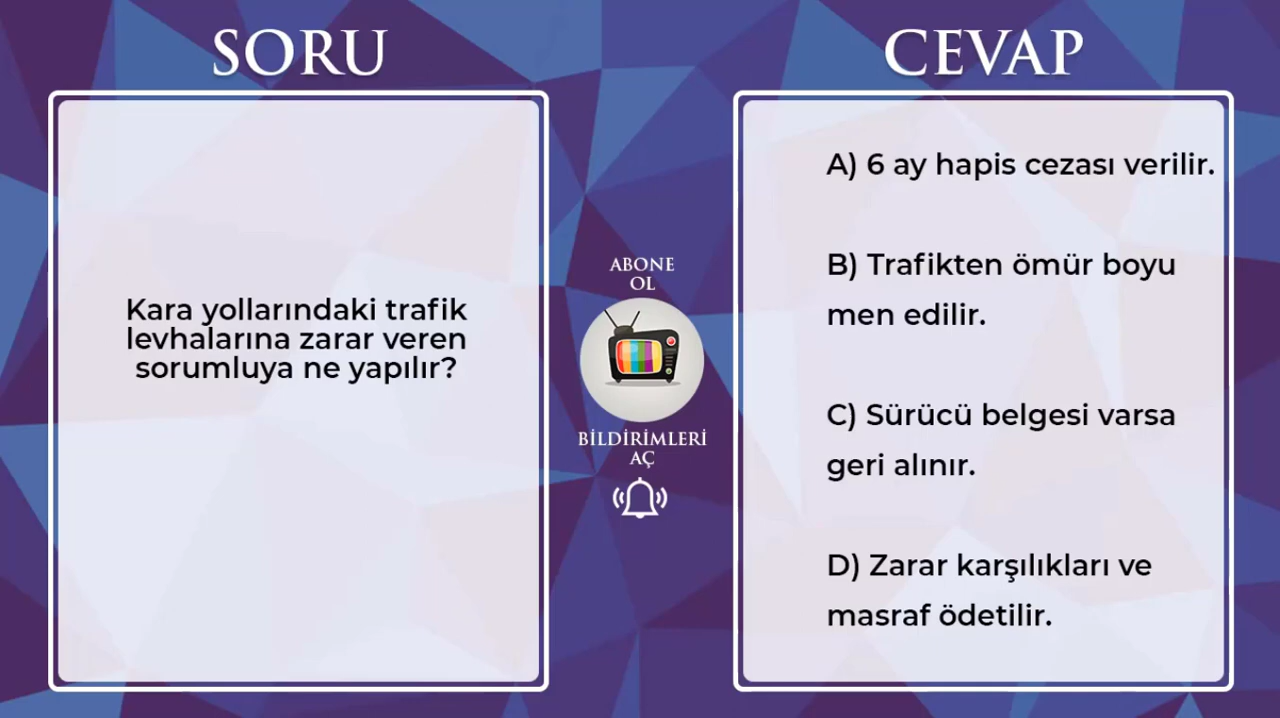 SORU
Kara yollarındaki trafik
levhalarına zarar veren
sorumluya ne yapılır?
ABONE
OL
BİLDİRİMLERİ
AÇ
CEVAP
A) 6 ay hapis cezası verilir.
B) Trafikten ömür boyu
men edilir.
C) Sürücü belgesi varsa
geri alınır.
D) Zarar karşılıkları ve
masraf ödetilir.